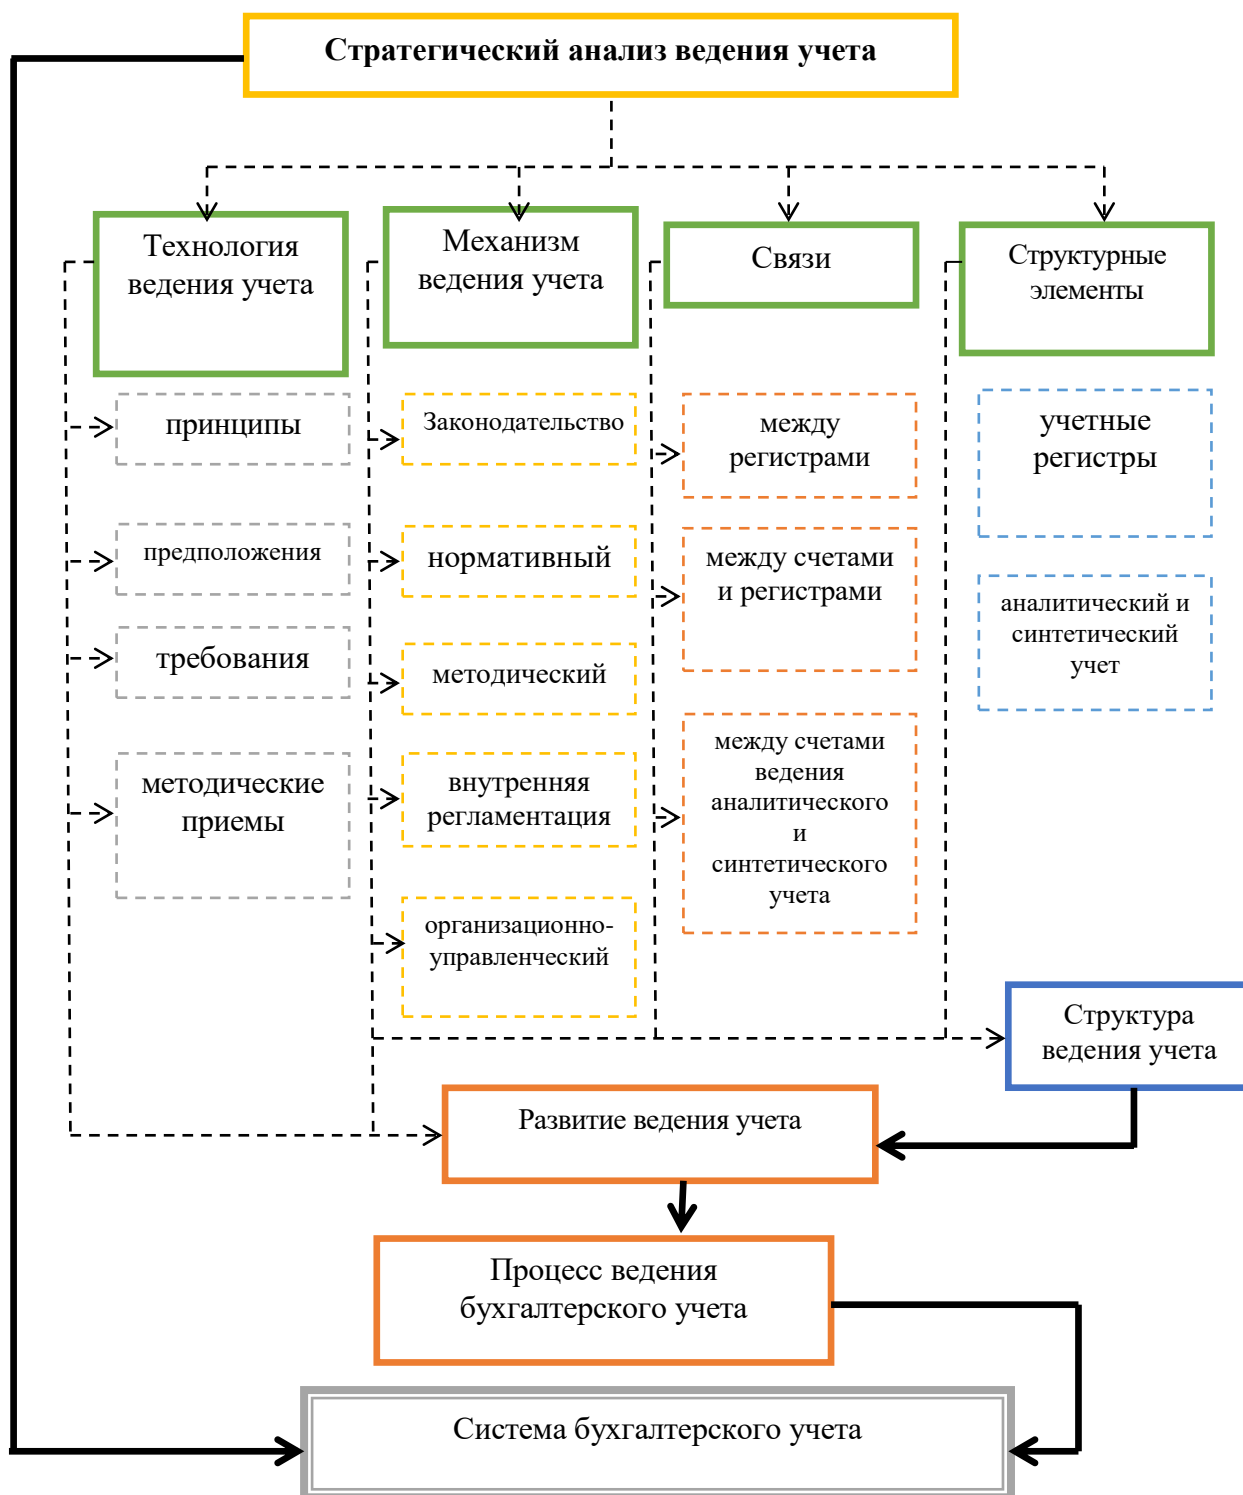 Стратегический анализ ведения учета
Технология
ведения учета
Механизм
ведения учета
Связи
Структурные
элементы
принципы
предположения
требования
методические
приемы
Законодательство
нормативный
методический
внутренняя
регламентация
организационно-
управленческий
между
регистрами
между счетами
и регистрами
между счетами
ведения
аналитического
и
синтетического
учета
учетные
регистры
аналитический и
синтетический
учет
Структура
ведения учета
Развитие ведения учета
Процесс ведения
бухгалтерского учета
Система бухгалтерского учета